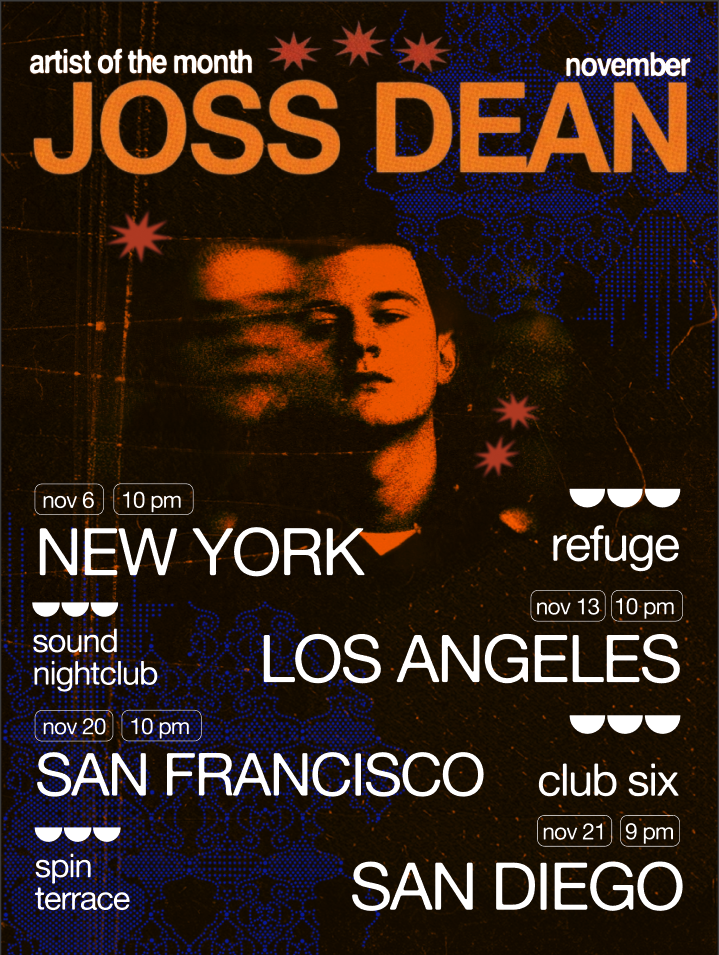 artist of the month
november
JOSS DEAN
nov 6 10 pm
NEW YORK
refuge
nov 13 10 pm
sound
nightclub
LOS ANGELES
nov 20 10 pm
SAN FRANCISCO
club six
nov 21 9 pm
spin
terrace
SAN DIEGO